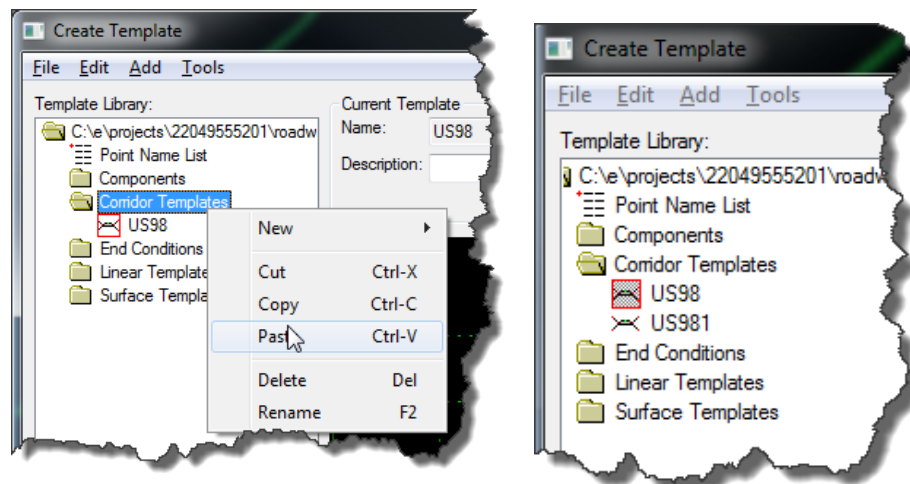 Create Template
File Edit Add Tools
Template Library:
C:\e\projects\22049555201\roadw
Point Name List
Components
Corridor Templates
US98
End Conditions
Linear Template
Surface Templa
Current Template
Name: US98
Description:
New
Cut Ctrl-X
Copy Ctrl-C
Past Ctrl-V
Delete Del
Rename F2
Create Template
File Edit Add Tools
Template Library:
C:\e\projects\22049555201\roadw
Point Name List
Components
Corridor Templates
US98
US981
End Conditions
Linear Templates
Surface Templates